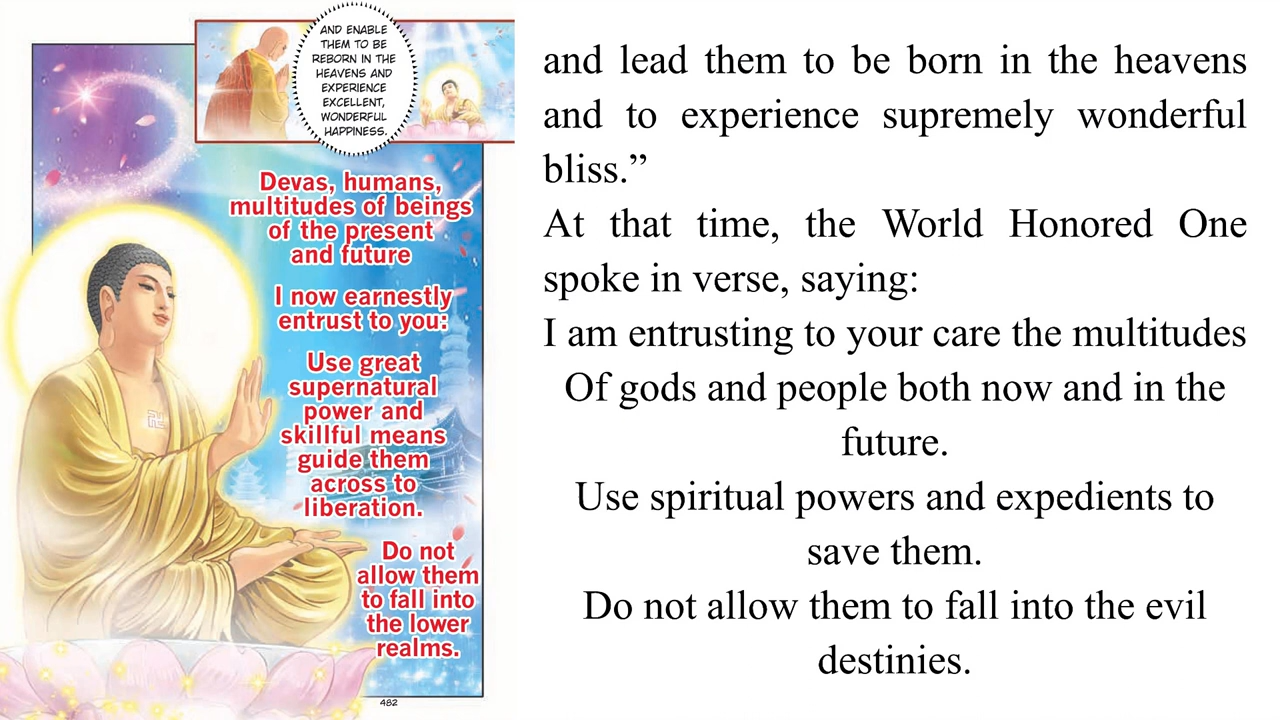 AND ENABLE
THEM TO BE
REBORN IN THE
HEAVENS AND
EXPERIENCE
EXCELLENT,
WONDERFUL
HAPPINESS.
Devas, humans,
multitudes of beings
of the present
and future
I now earnestly
entrust to you:
Use great
supernatural
power and
skillful means
guide them
across to
liberation.
Do not
allow them
to fall into
the lower
realms.
482
and lead them to be born in the heavens
and to experience supremely wonderful
bliss.”
At that time, the World Honored One
spoke in verse, saying:
I am entrusting to your care the multitudes
Of gods and people both now and in the
future.
Use spiritual powers and expedients to
save them.
Do not allow them to fall into the evil
destinies.